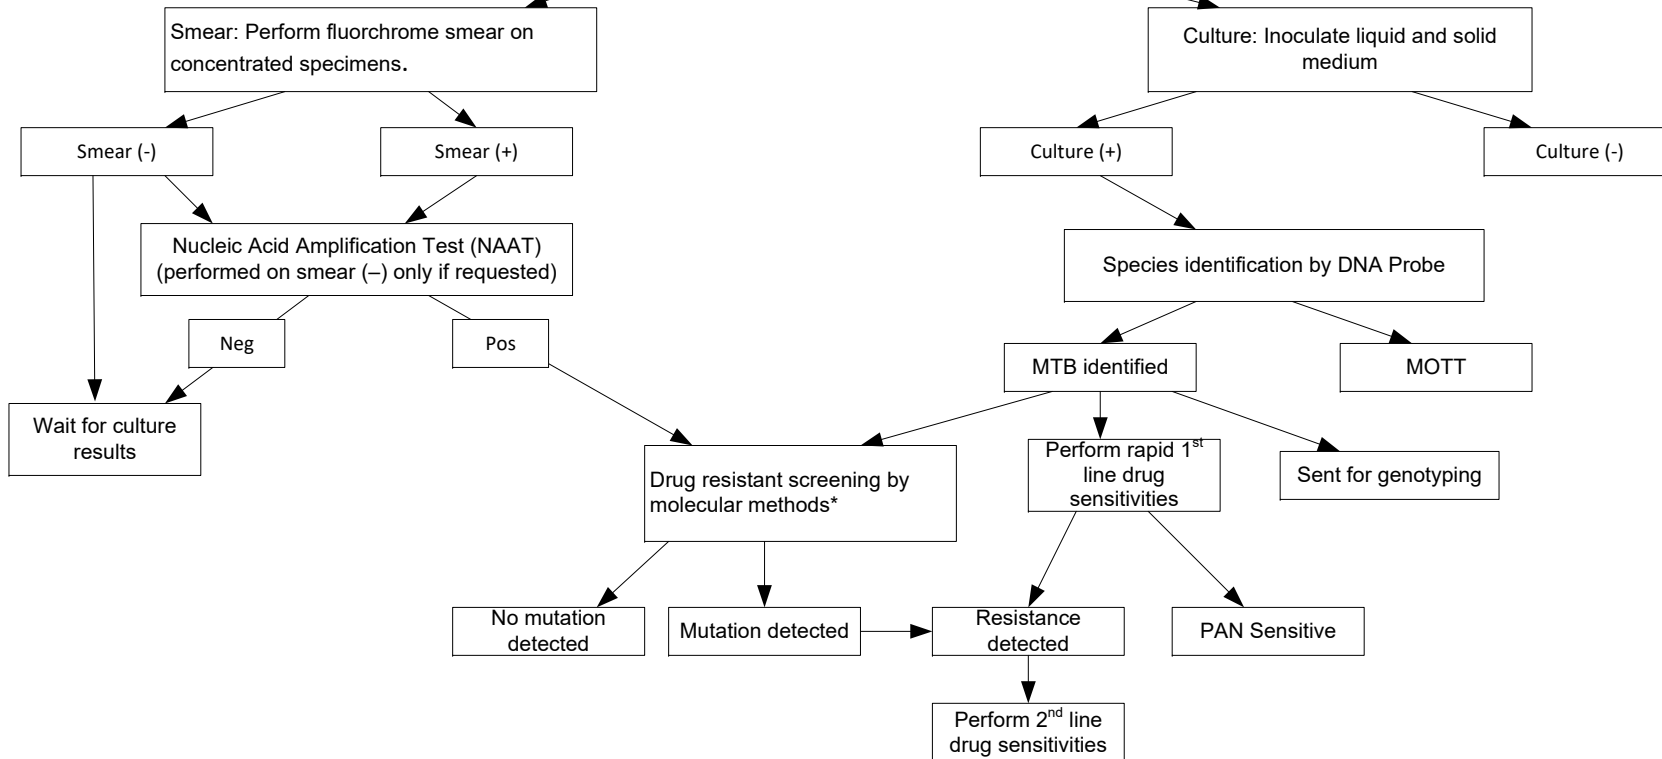 Smear: Perform fluorchrome smear on
concentrated specimens.
Culture: Inoculate liquid and solid
medium
Smear (-)
Smear (+)
Culture (+)
Culture (-)
Nucleic Acid Amplification Test (NAAT)
(performed on smear (–) only if requested)
Species identification by DNA Probe
Neg
Pos
MTB identified
MOTT
Wait for culture
results
Drug resistant screening by
molecular methods*
Perform rapid 1st
line drug
sensitivities
Sent for genotyping
No mutation
detected
Mutation detected
Resistance
detected
PAN Sensitive
Perform 2nd line
drug sensitivities